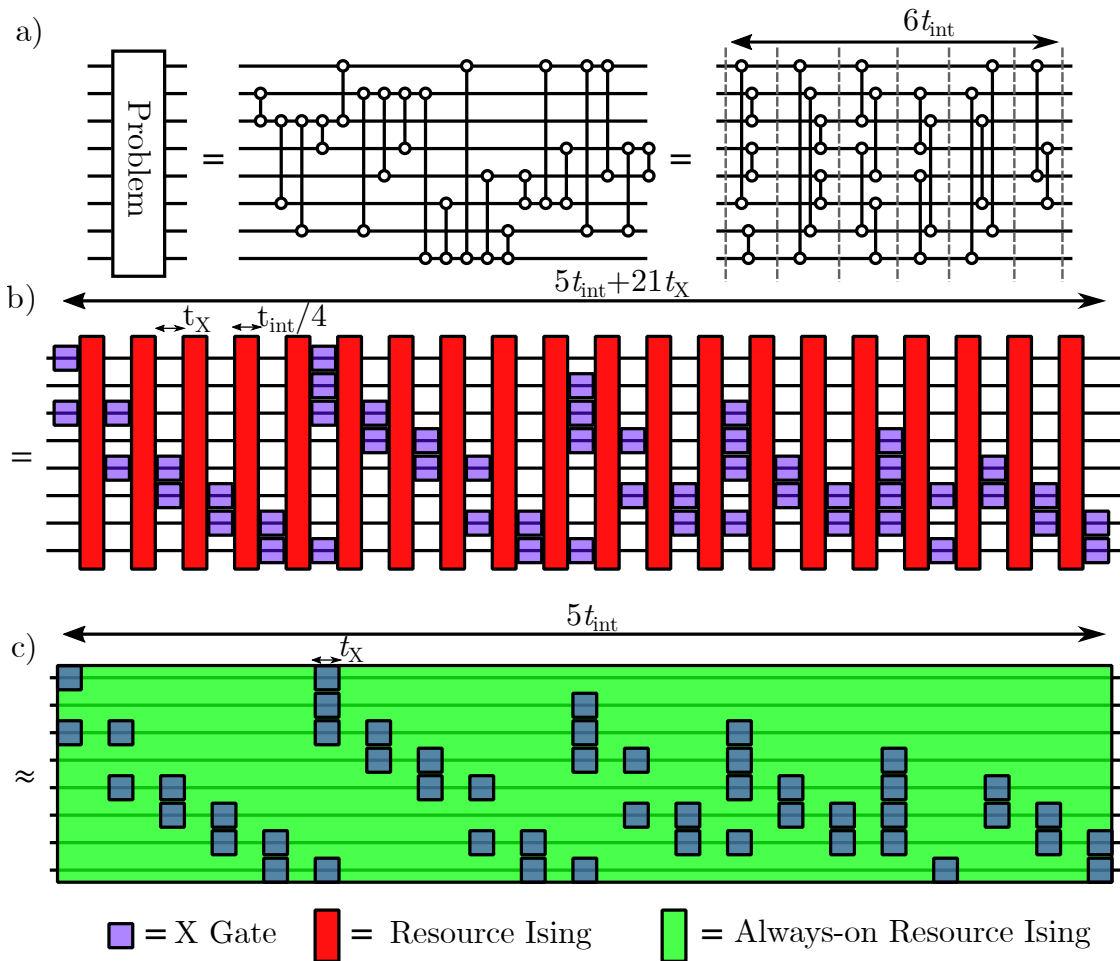 a)
6t_int
Problem
=
=
5t_int+21t_X
b)
t_X
t_int/4
=
5t_int
c)
t_X
≈
= X Gate
= Resource Ising
= Always-on Resource Ising